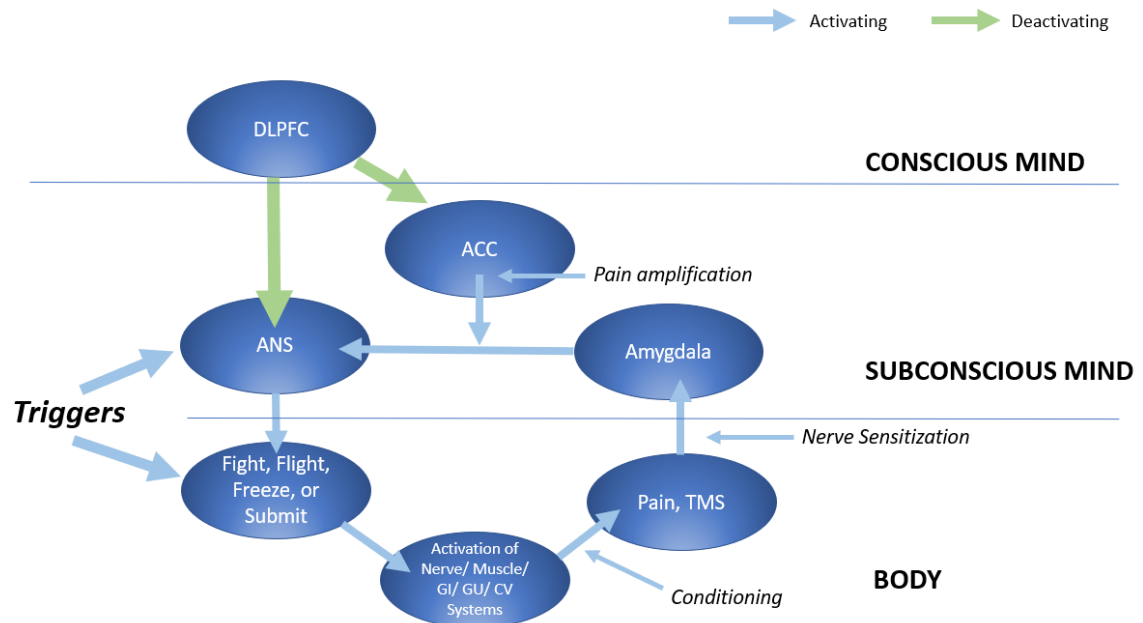 Activating
Deactivating
DLPFC
CONSCIOUS MIND
ACC
Pain amplification
ANS
Amygdala
SUBCONSCIOUS MIND
Triggers
Nerve Sensitization
Fight, Flight,
Freeze, or
Submit
Pain, TMS
Activation of
Nerve/ Muscle/
GI/ GU/ CV
Systems
Conditioning
BODY